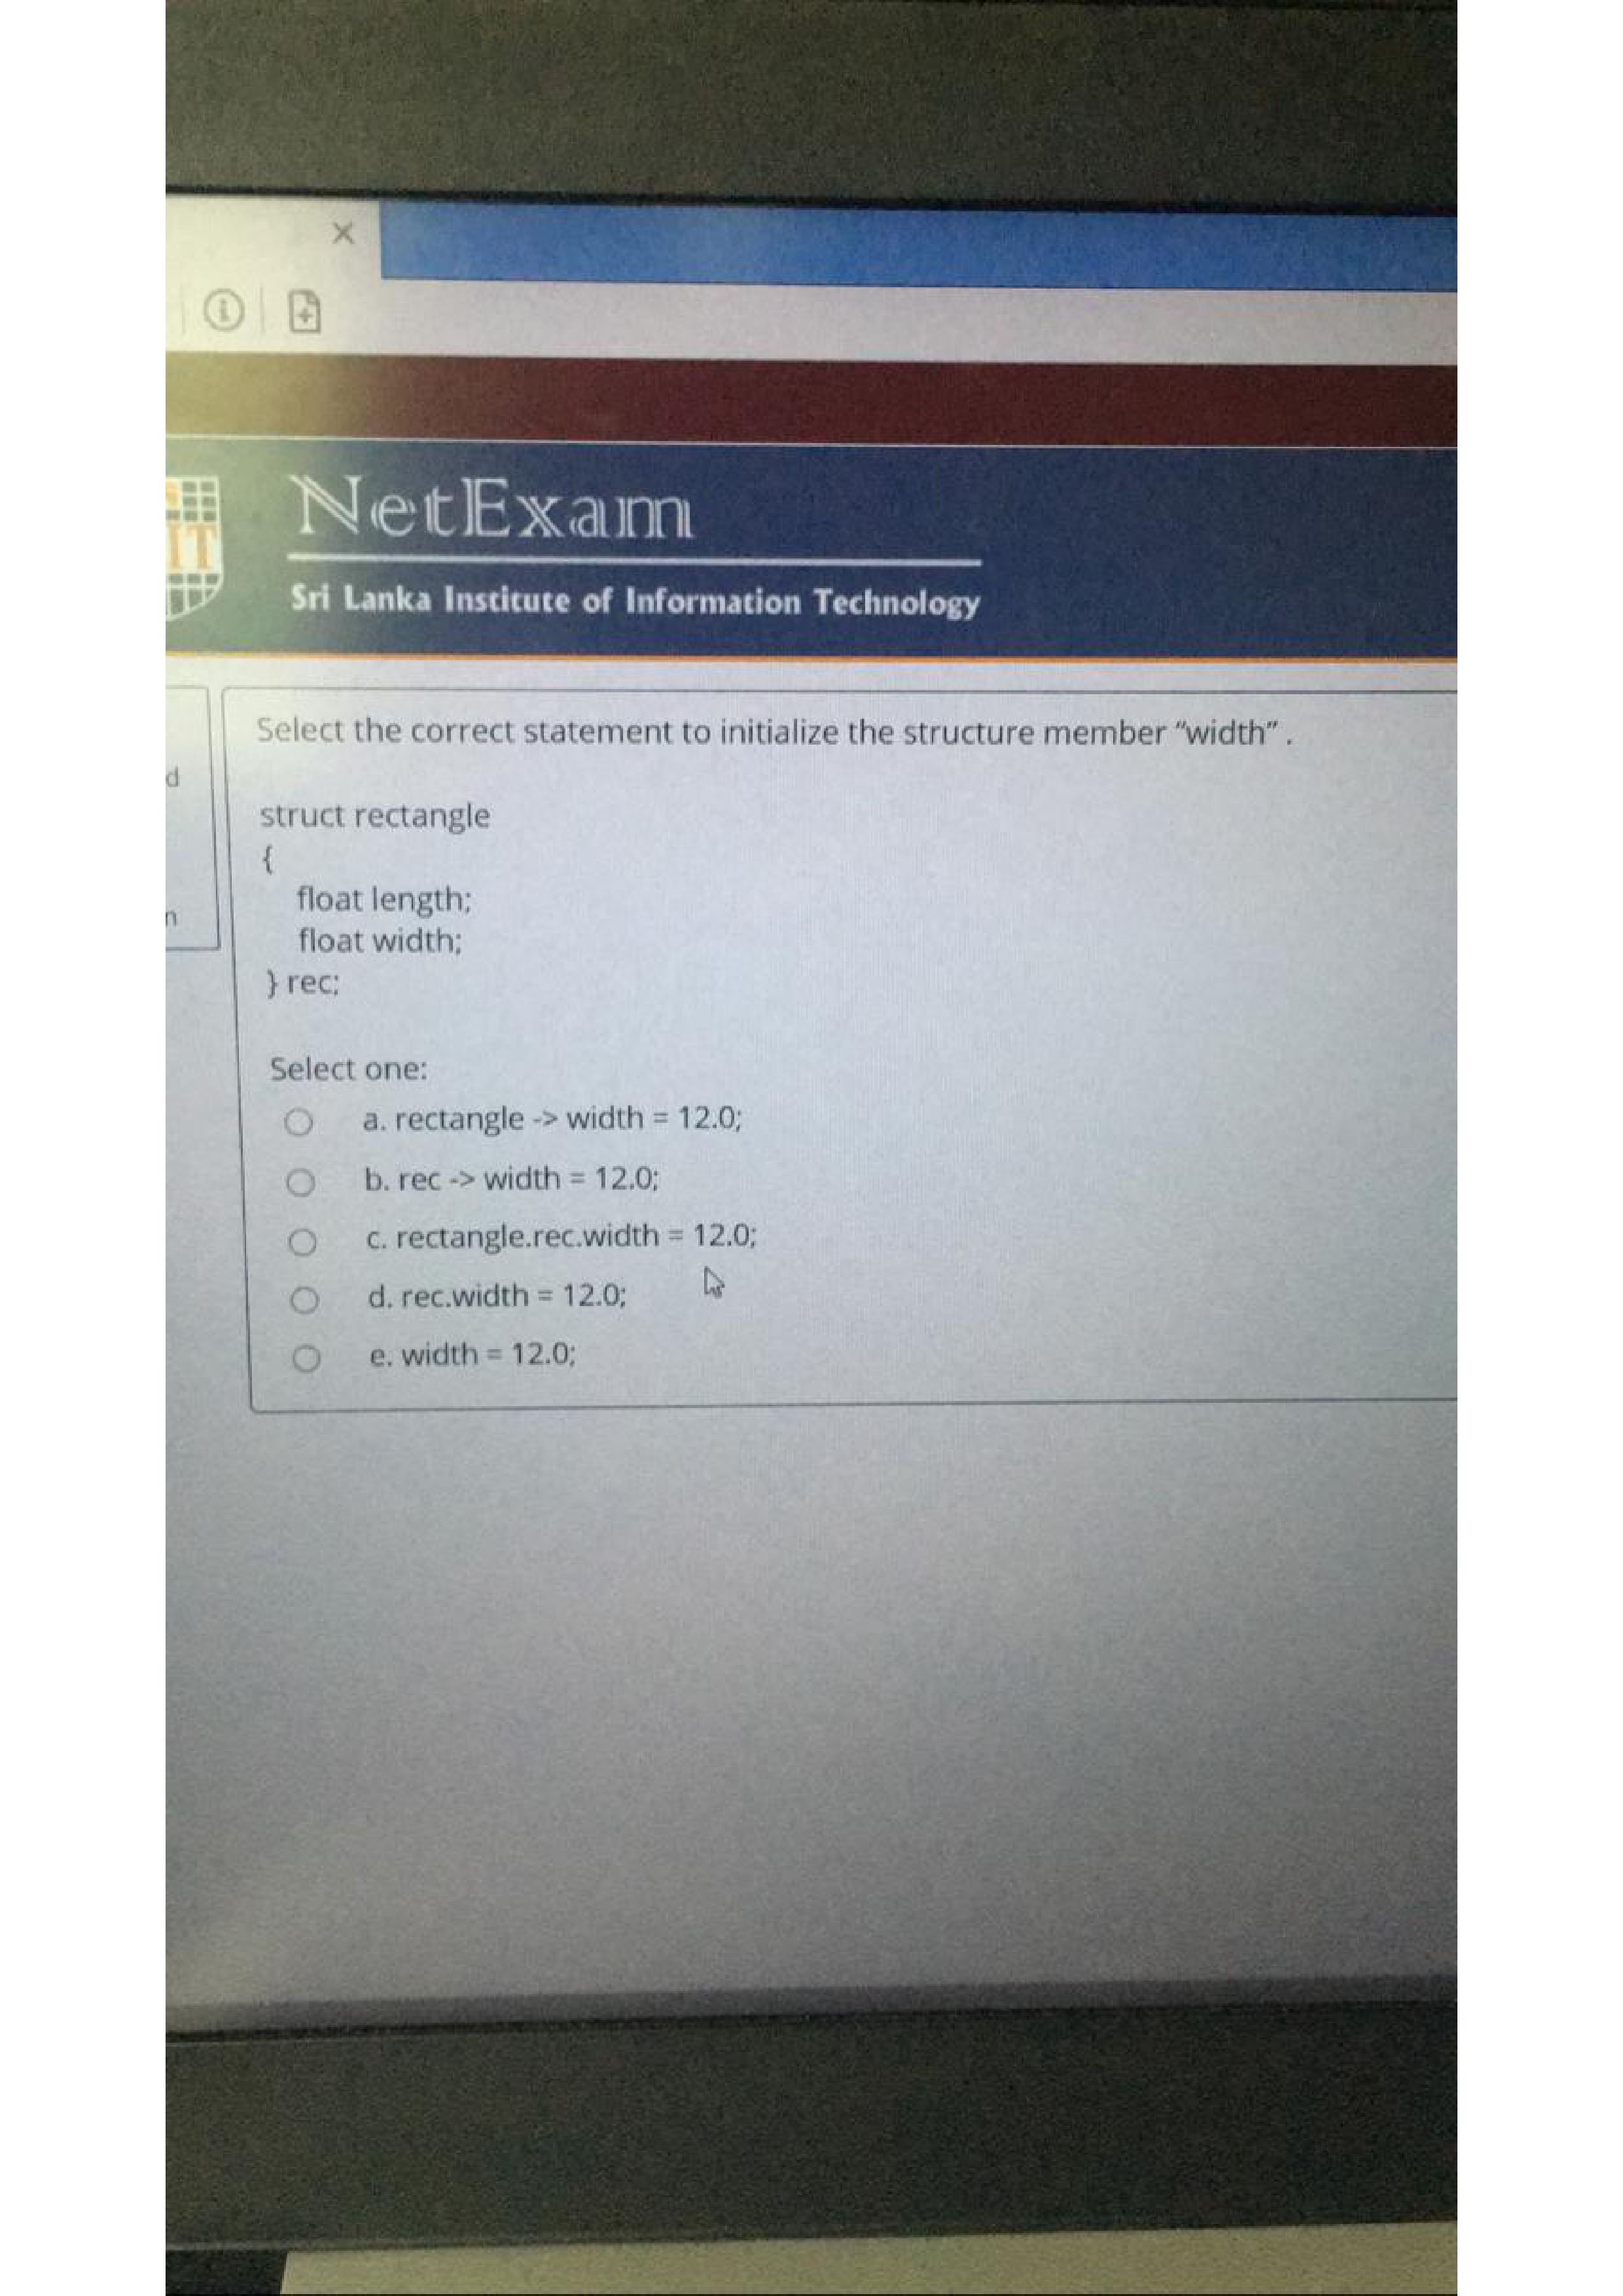 NetExam
IT
Sri Lanka Institute of Information Technology
Select the correct statement to initialize the structure member “width” .
d
struct rectangle
{
float length;
n
float width;
} rec;
Select one:
a. rectangle -> width = 12.0;
b. rec -> width = 12.0;
c. rectangle.rec.width = 12.0;
d. rec.width = 12.0;
e. width = 12.0;